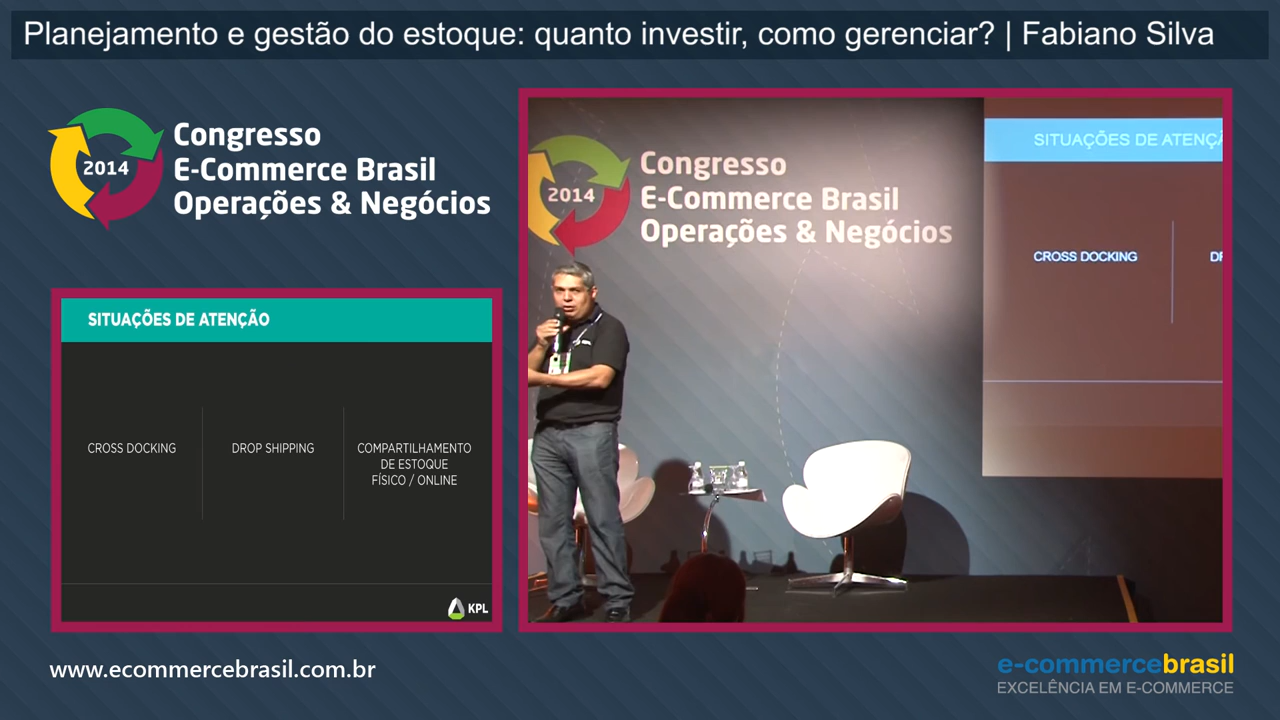 Planejamento e gestão do estoque: quanto investir, como gerenciar? | Fabiano Silva
2014
Congresso
E-Commerce Brasil
Operações & Negócios
SITUAÇÕES DE ATENÇÃO
CROSS DOCKING
DROP SHIPPING
COMPARTILHAMENTO
DE ESTOQUE
FÍSICO / ONLINE
KPL
2014
Congresso
E-Commerce Brasil
Operações & Negócios
SITUAÇÕES DE ATENÇÃ
CROSS DOCKING
DR
www.ecommercebrasil.com.br
e-commercebrasil
EXCELÊNCIA EM E-COMMERCE